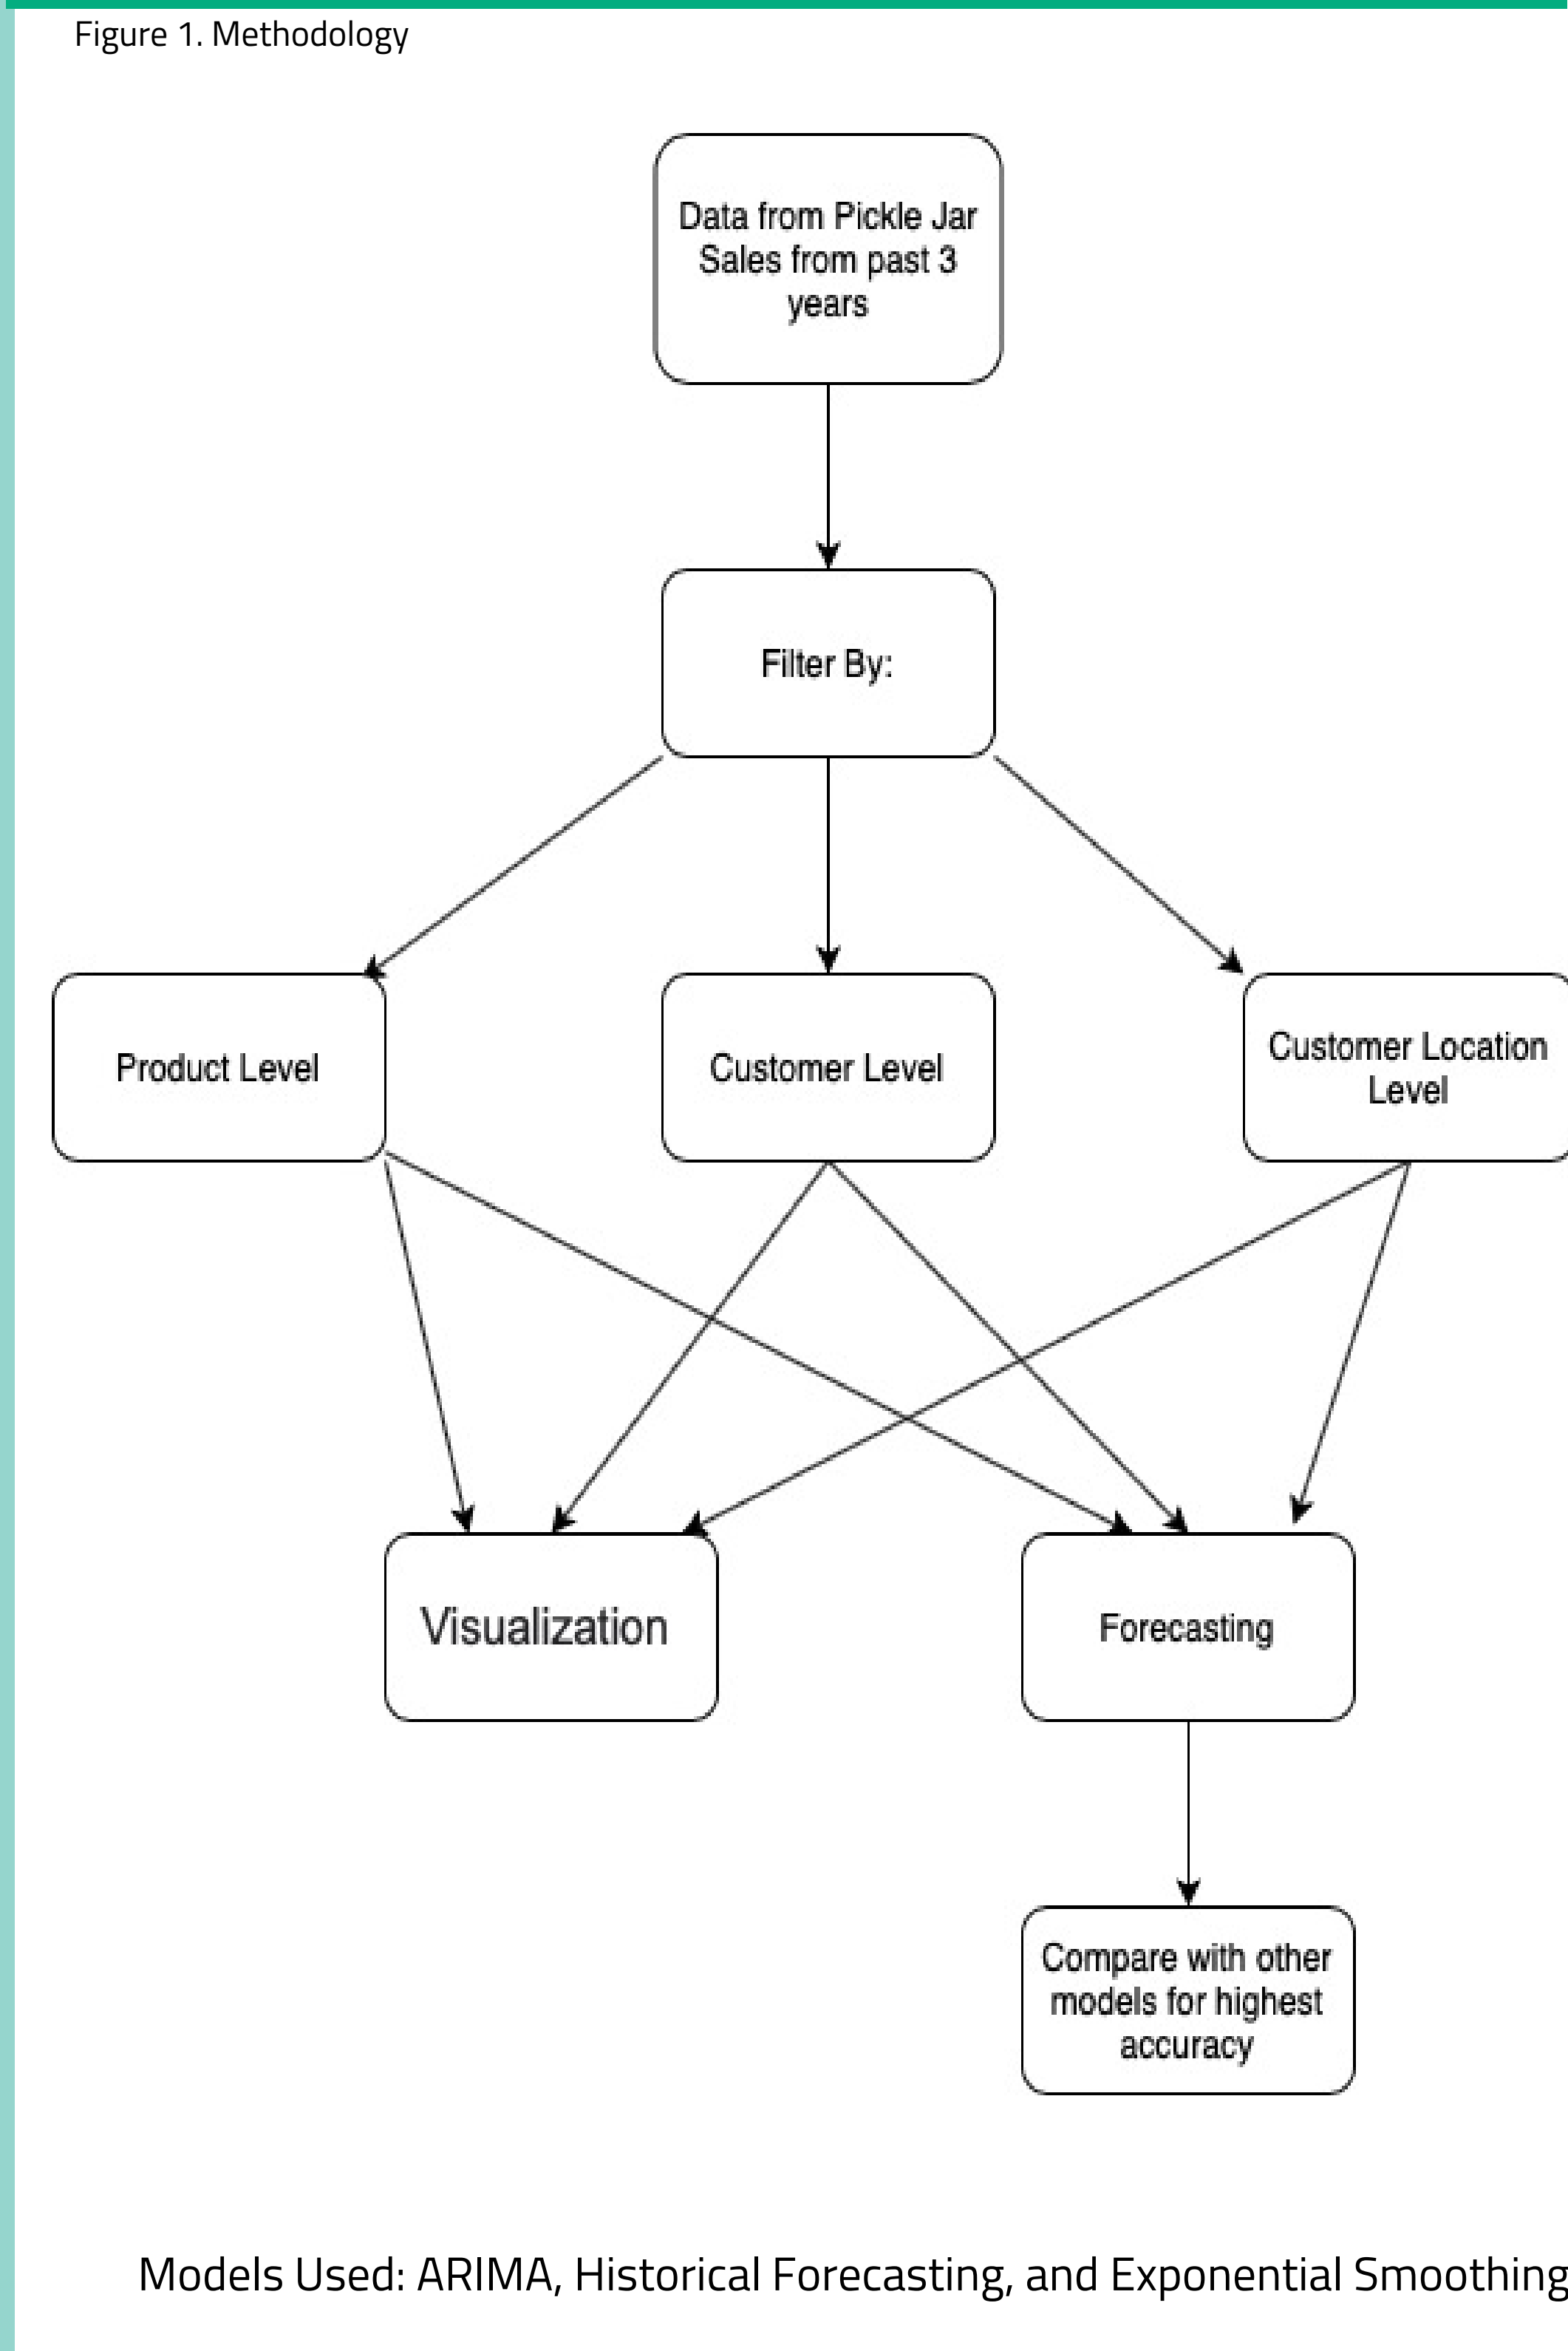 Figure 1. Methodology
Data from Pickle Jar
Sales from past 3
years
Filter By:
Product Level
Customer Level
Customer Location
Level
Visualization
Forecasting
Compare with other
models for highest
accuracy
Models Used: ARIMA, Historical Forecasting, and Exponential Smoothing